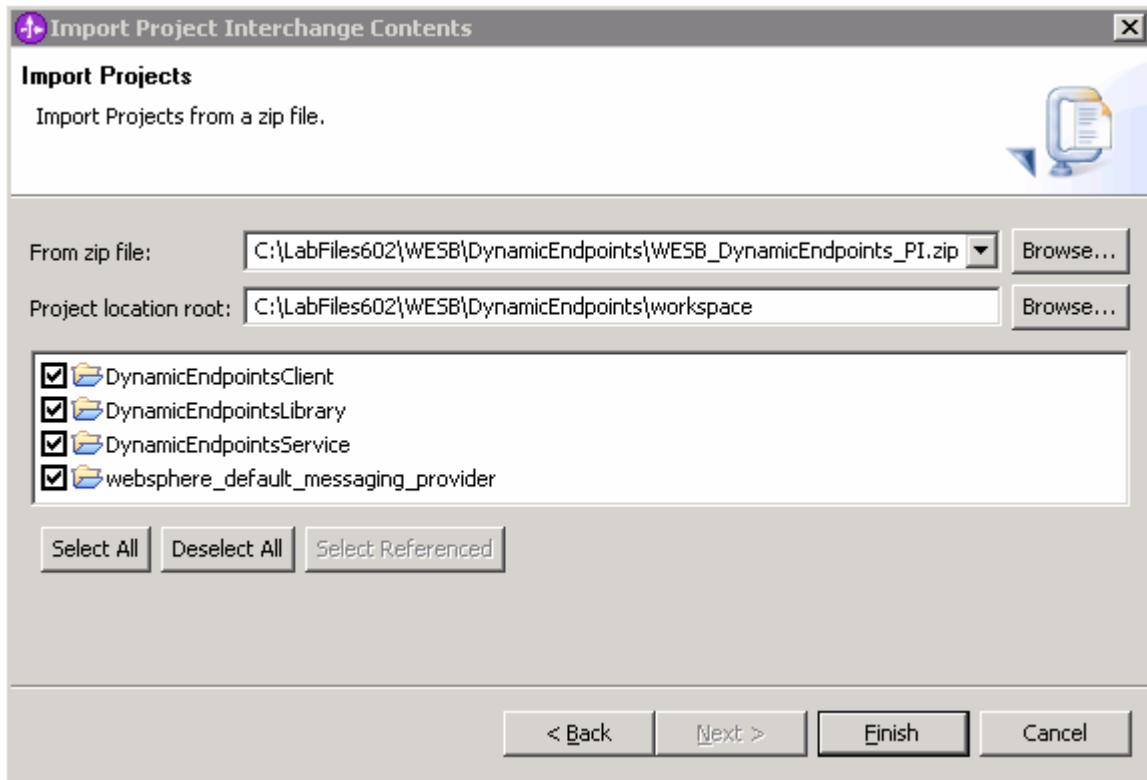 Import Project Interchange Contents
Import Projects
Import Projects from a zip file.
From zip file: C:\LabFiles602\WESB\DynamicEndpoints\WESB_DynamicEndpoints_PI.zip Browse...
Project location root: C:\LabFiles602\WESB\DynamicEndpoints\workspace Browse...
DynamicEndpointsClient
DynamicEndpointsLibrary
DynamicEndpointsService
websphere_default_messaging_provider
Select All Deselect All Select Referenced
< Back Next > Finish Cancel